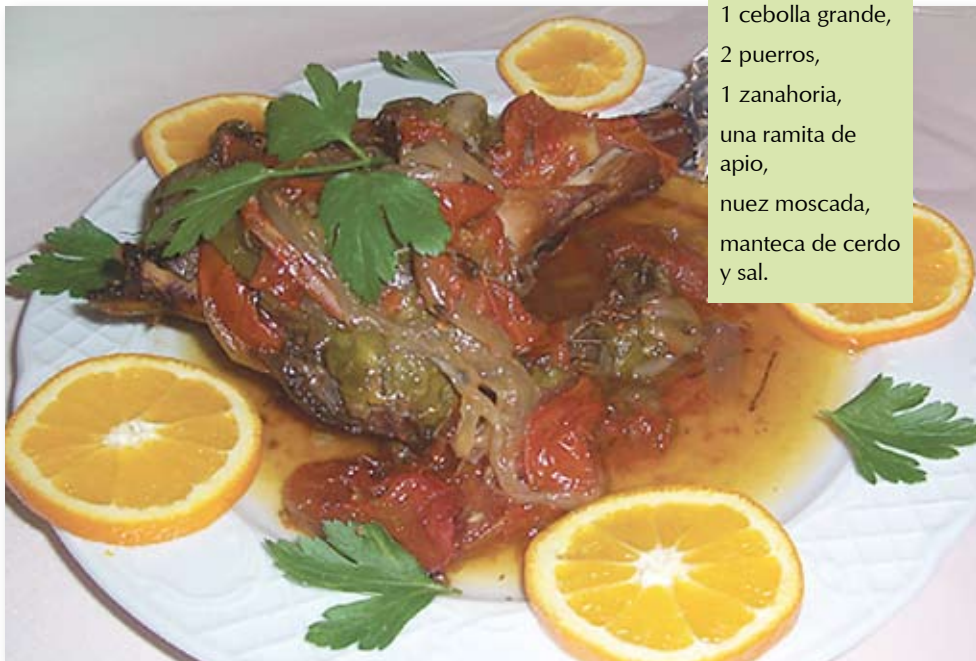 1 cebolla grande,
2 puerros,
1 zanahoria,
una ramita de
apio,
nuez moscada,
manteca de cerdo
y sal.